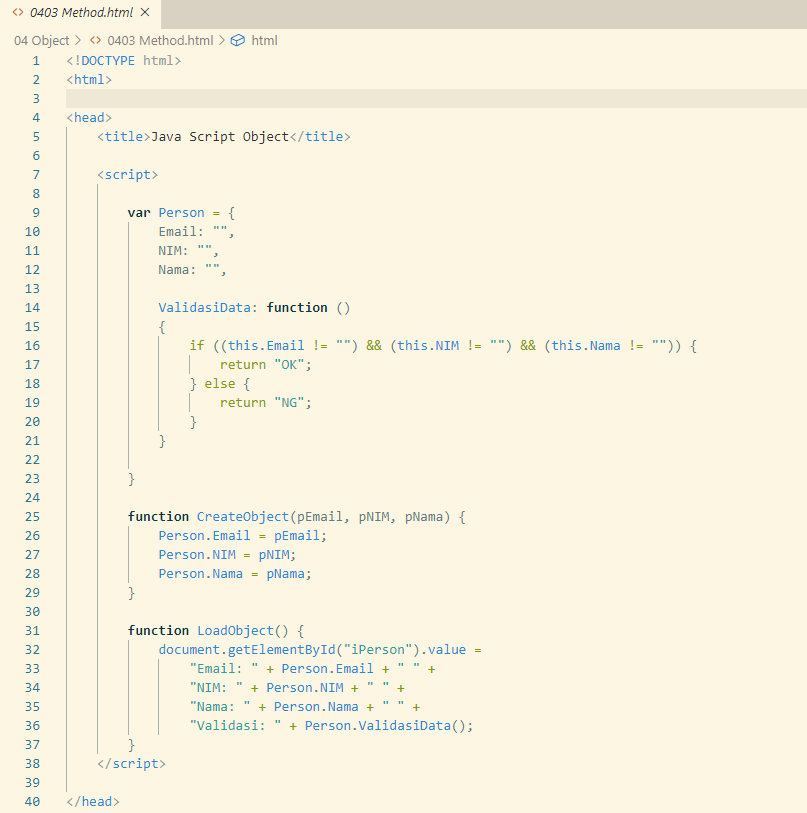 0403 Method.html
04 Object > 0403 Method.html > html
1 <!DOCTYPE html>
2 <html>
3
4 <head>
5     <title>Java Script Object</title>
6
7     <script>
8
9         var Person = {
10             Email: "",
11             NIM: "",
12             Nama: "",
13
14             ValidasiData: function ()
15             {
16                 if ((this.Email != "") && (this.NIM != "") && (this.Nama != "")) {
17                     return "OK";
18                 } else {
19                     return "NG";
20                 }
21             }
22
23         }
24
25         function CreateObject(pEmail, pNIM, pNama) {
26             Person.Email = pEmail;
27             Person.NIM = pNIM;
28             Person.Nama = pNama;
29         }
30
31         function LoadObject() {
32             document.getElementById("iPerson").value =
33                 "Email: " + Person.Email + " " +
34                 "NIM: " + Person.NIM + " " +
35                 "Nama: " + Person.Nama + " " +
36                 "Validasi: " + Person.ValidasiData();
37         }
38     </script>
39
40 </head>